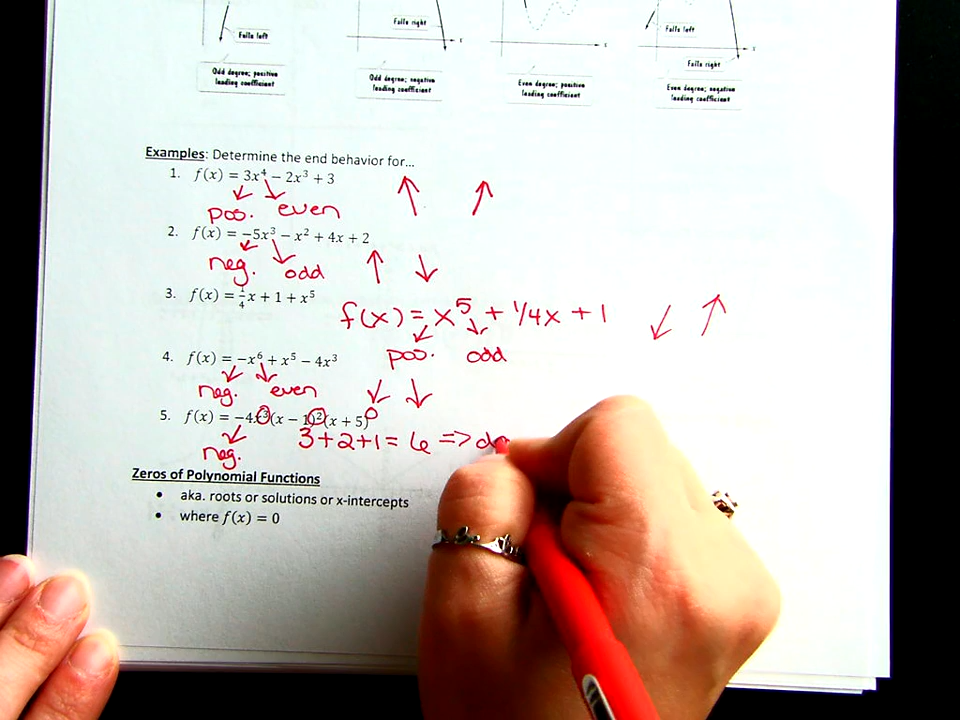 Falls left
Falls right
x
x
Falls left
x
Falls right
Odd degree; positive
leading coefficient
Odd degree; negative
leading coefficient
Even degree; positive
leading coefficient
Even degree; negative
leading coefficient
Examples: Determine the end behavior for...
1. f(x) = 3x⁴ − 2x³ + 3 ↑ ↑
↙ ↘
pos. even
2. f(x) = −5x³ − x² + 4x + 2
↙ ↘
neg. odd ↑ ↓
3. f(x) = ¼x + 1 + x⁵
f(x) = x⁵ + 1/4x + 1 ↙ ↗
↙ ↘
pos. odd
4. f(x) = −x⁶ + x⁵ − 4x³
↙ ↘
neg. even ↙ ↓
5. f(x) = −4x³(x − 1)²(x + 5)
↙
3+2+1 = 6 => de
neg.
Zeros of Polynomial Functions
• aka. roots or solutions or x-intercepts
• where f(x) = 0